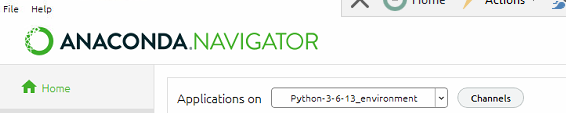 File Help
Home Actions
ANACONDA.NAVIGATOR
Home
Applications on Python-3-6-13_environment Channels